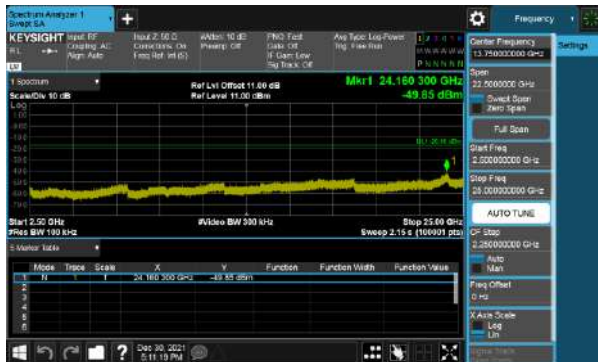 Spectrum Analyzer 1
Swept SA
Frequency
KEYSIGHT
Input: RF
Input Z: 50 Ω
#Atten: 10 dB
PNO: Fast
Avg Type: Log-Power
RL
Coupling: AC
Corrections: On
Preamp: Off
Gate: Off
Trig: Free Run
Align: Auto
Freq Ref: Int (S)
IF Gain: Low
Sig Track: Off
1 Spectrum
Scale/Div 10 dB
Log
Ref Lvl Offset 11.00 dB
Ref Level 11.00 dBm
Mkr1 24.160 300 GHz
-49.85 dBm
1
Start 2.50 GHz
#Res BW 100 kHz
#Video BW 300 kHz
Stop 25.00 GHz
Sweep 2.15 s (100001 pts)
5 Marker Table
Mode Trace Scale X Y Function Function Width Function Value
1 N 1 f 24.160 300 GHz -49.85 dBm
2
3
4
5
6
Dec 30, 2021
5:11:19 PM
Center Frequency
13.750000000 GHz
Settings
Span
22.5000000 GHz
Swept Span
Zero Span
Full Span
Start Freq
2.500000000 GHz
Stop Freq
25.000000000 GHz
AUTO TUNE
CF Step
2.250000000 GHz
Auto
Man
Freq Offset
0 Hz
X Axis Scale
Log
Lin